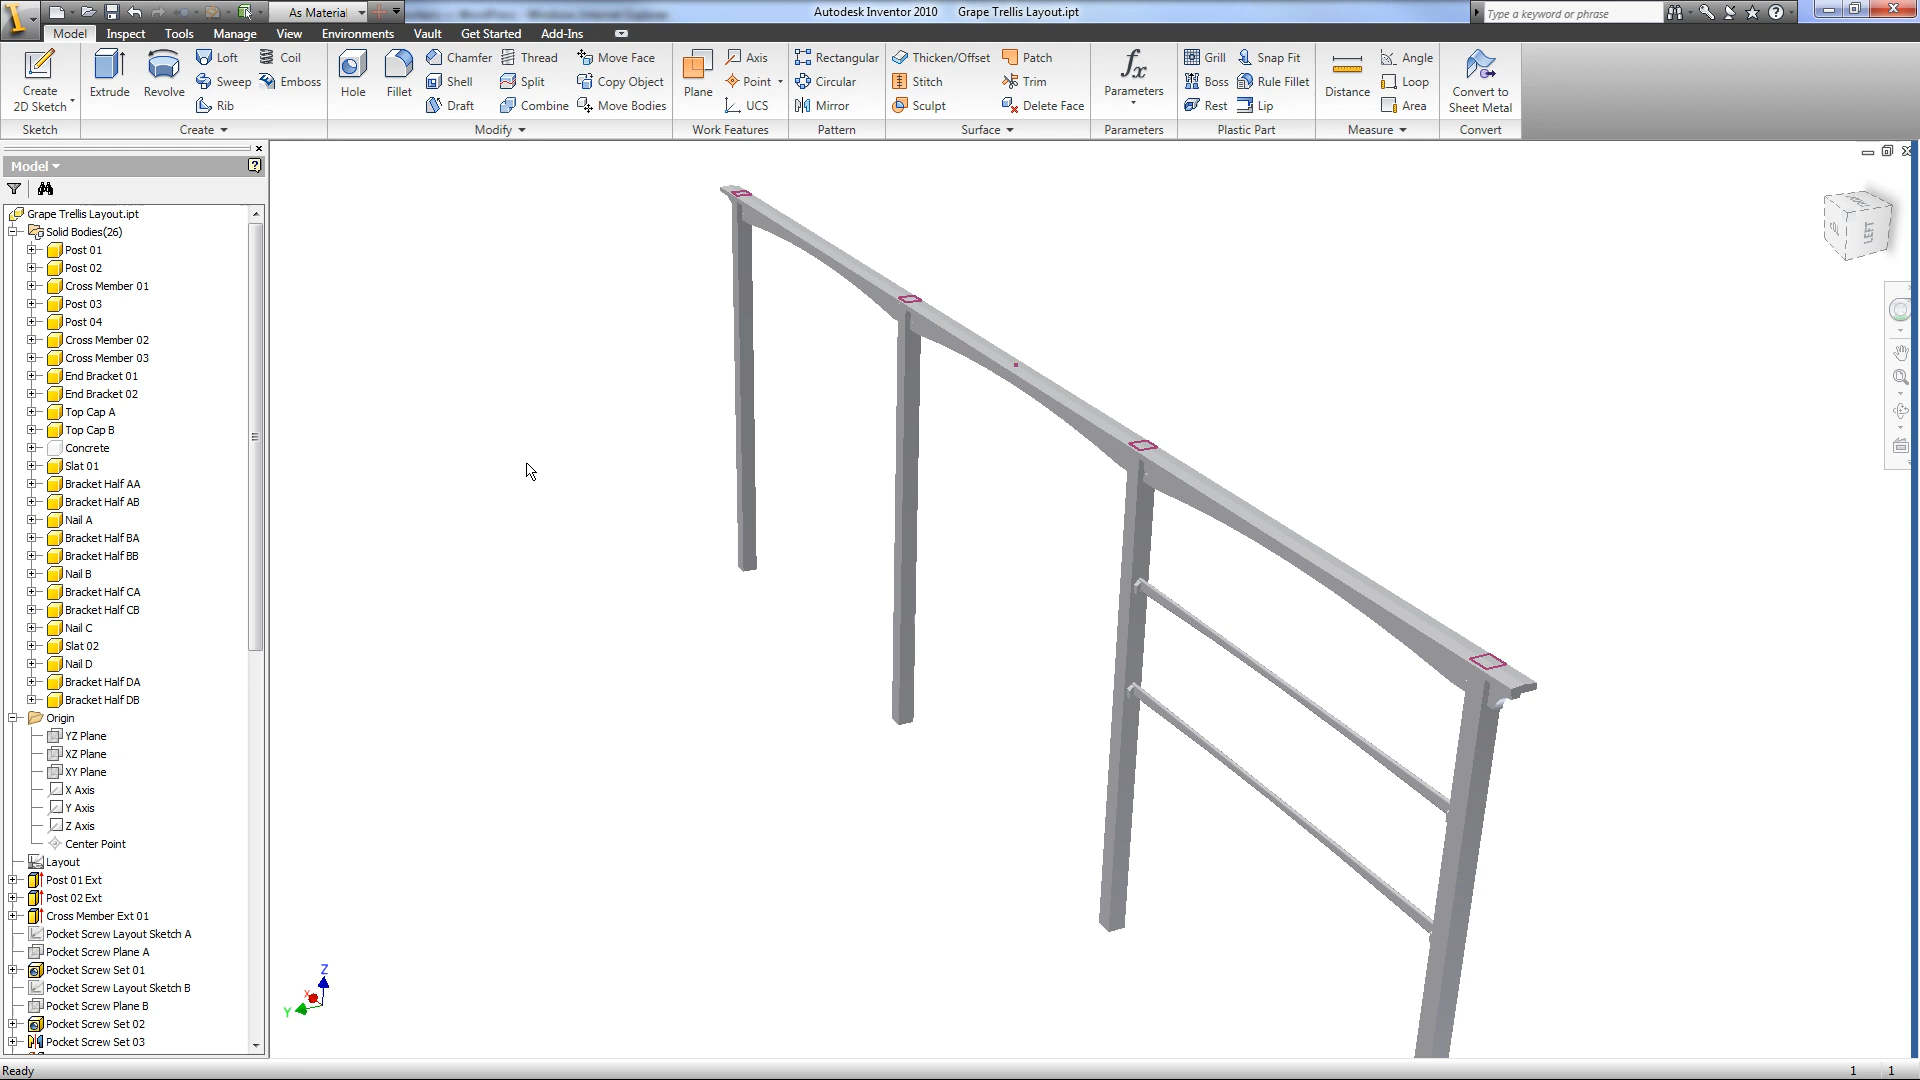 As Material
Autodesk Inventor 2010 Grape Trellis Layout.ipt
Type a keyword or phrase
Model Inspect Tools Manage View Environments Vault Get Started Add-Ins
Create
2D Sketch
Sketch
Extrude
Revolve
Loft
Sweep
Rib
Coil
Emboss
Create
Hole
Fillet
Chamfer
Shell
Draft
Thread
Split
Combine
Move Face
Copy Object
Move Bodies
Modify
Plane
Axis
Point
UCS
Work Features
Rectangular
Circular
Mirror
Pattern
Thicken/Offset
Stitch
Sculpt
Patch
Trim
Delete Face
Surface
fx
Parameters
Parameters
Grill
Boss
Rest
Snap Fit
Rule Fillet
Lip
Plastic Part
Distance
Angle
Loop
Area
Measure
Convert to
Sheet Metal
Convert
Model
Grape Trellis Layout.ipt
Solid Bodies(26)
Post 01
Post 02
Cross Member 01
Post 03
Post 04
Cross Member 02
Cross Member 03
End Bracket 01
End Bracket 02
Top Cap A
Top Cap B
Concrete
Slat 01
Bracket Half AA
Bracket Half AB
Nail A
Bracket Half BA
Bracket Half BB
Nail B
Bracket Half CA
Bracket Half CB
Nail C
Slat 02
Nail D
Bracket Half DA
Bracket Half DB
Origin
YZ Plane
XZ Plane
XY Plane
X Axis
Y Axis
Z Axis
Center Point
Layout
Post 01 Ext
Post 02 Ext
Cross Member Ext 01
Pocket Screw Layout Sketch A
Pocket Screw Plane A
Pocket Screw Set 01
Pocket Screw Layout Sketch B
Pocket Screw Plane B
Pocket Screw Set 02
Pocket Screw Set 03
LEFT
Z
X
Y
Ready
1 1